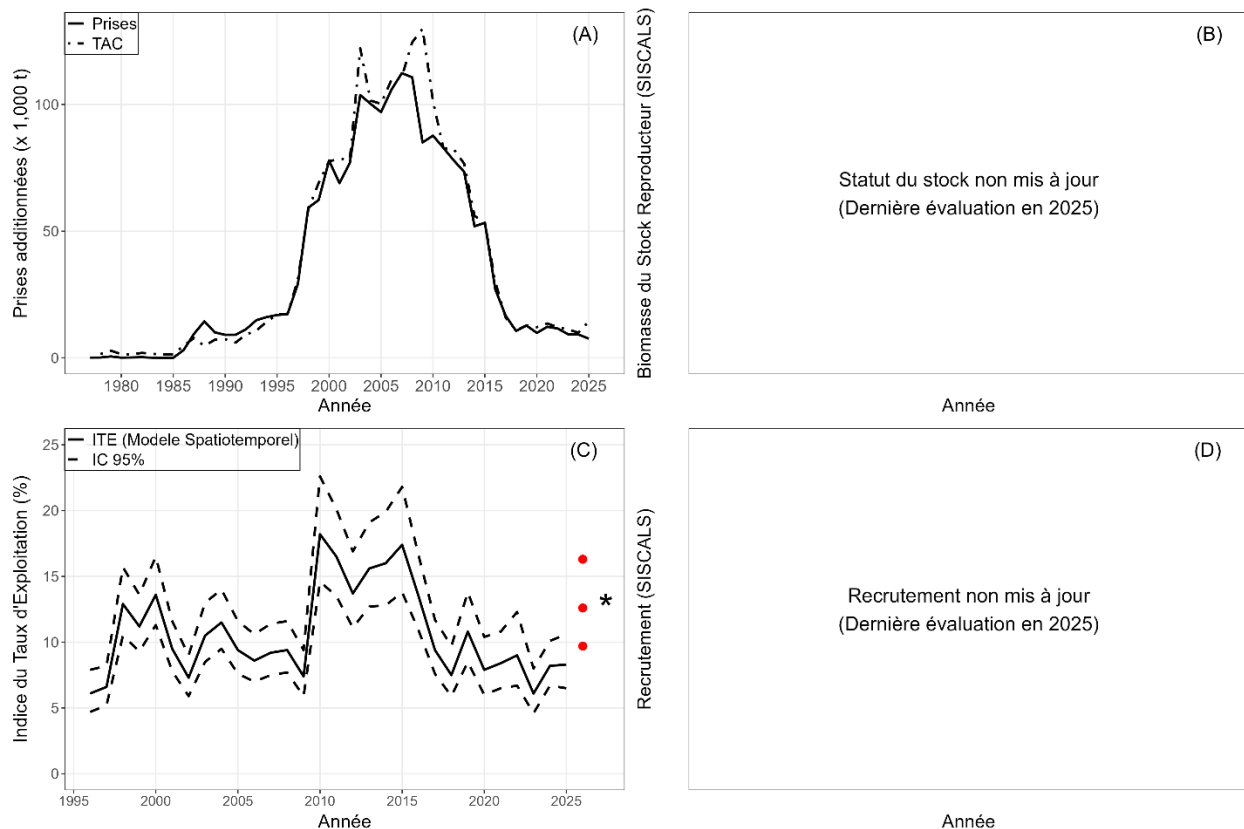 Prises
TAC
(A)
Prises additionnées (x 1,000 t)
100
50
0
1980 1985 1990 1995 2000 2005 2010 2015 2020 2025
Année
(B)
Biomasse du Stock Reproducteur (SISCALS)
Statut du stock non mis à jour
(Dernière évaluation en 2025)
Année
ITE (Modele Spatiotemporel)
IC 95%
(C)
Indice du Taux d'Exploitation (%)
25
20
15
10
5
0
*
1995 2000 2005 2010 2015 2020 2025
Année
(D)
Recrutement (SISCALS)
Recrutement non mis à jour
(Dernière évaluation en 2025)
Année